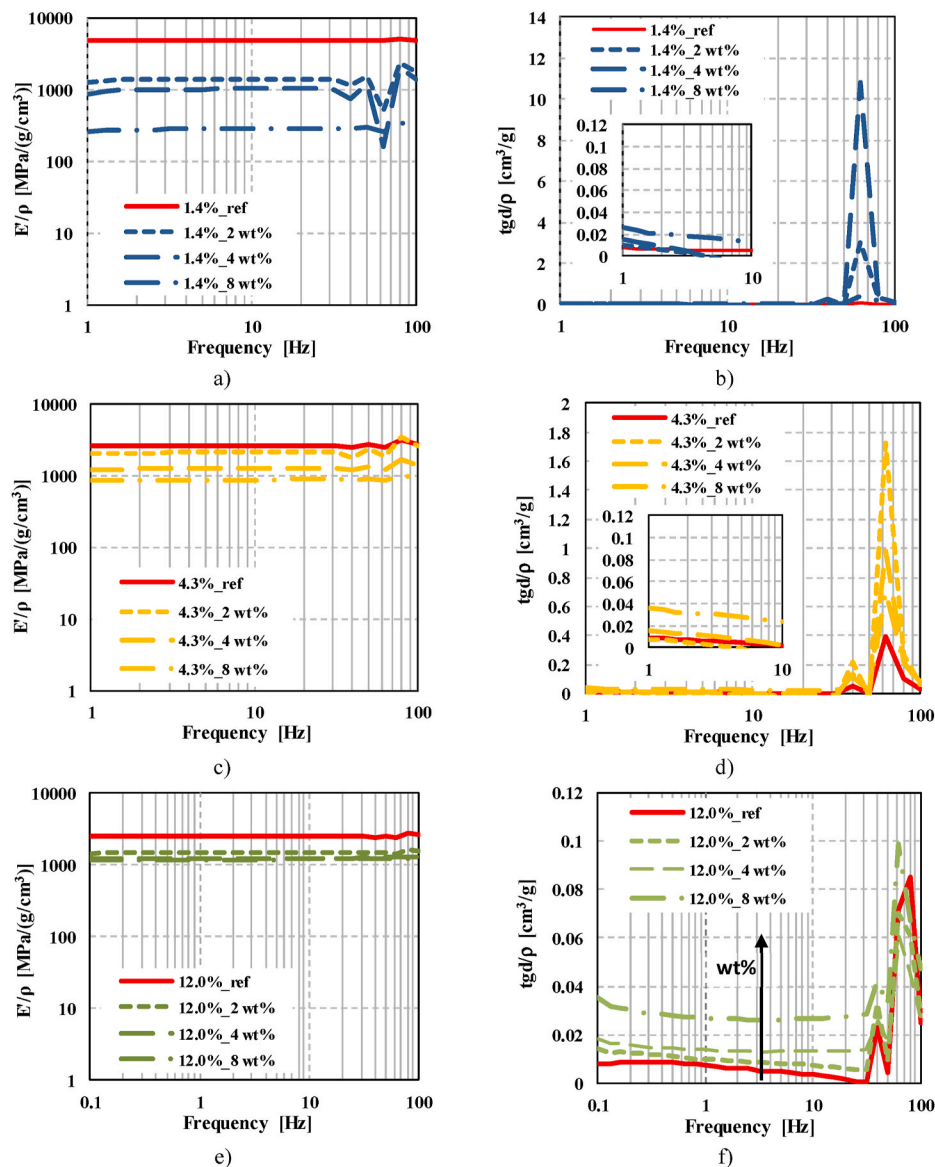 10000
1000
100
10
1
E'/ρ [MPa/(g/cm³)]
1.4%_ref
1.4%_2 wt%
1.4%_4 wt%
1.4%_8 wt%
1 10 100
Frequency [Hz]
a)
14
12
10
8
6
4
2
0
tgd/ρ [cm³/g]
1.4%_ref
1.4%_2 wt%
1.4%_4 wt%
1.4%_8 wt%
0.12
0.1
0.08
0.06
0.04
0.02
0
1 10
1 10 100
Frequency [Hz]
b)
10000
1000
100
10
1
E'/ρ [MPa/(g/cm³)]
4.3%_ref
4.3%_2 wt%
4.3%_4 wt%
4.3%_8 wt%
1 10 100
Frequency [Hz]
c)
2
1.8
1.6
1.4
1.2
1
0.8
0.6
0.4
0.2
0
tgd/ρ [cm³/g]
4.3%_ref
4.3%_2 wt%
4.3%_4 wt%
4.3%_8 wt%
0.12
0.1
0.08
0.06
0.04
0.02
0
1 10
1 10 100
Frequency [Hz]
d)
10000
1000
100
10
1
E'/ρ [MPa/(g/cm³)]
12.0%_ref
12.0%_2 wt%
12.0%_4 wt%
12.0%_8 wt%
0.1 1 10 100
Frequency [Hz]
e)
0.12
0.1
0.08
0.06
0.04
0.02
0
tgd/ρ [cm³/g]
12.0%_ref
12.0%_2 wt%
12.0%_4 wt%
12.0%_8 wt%
wt%
0.1 1 10 100
Frequency [Hz]
f)